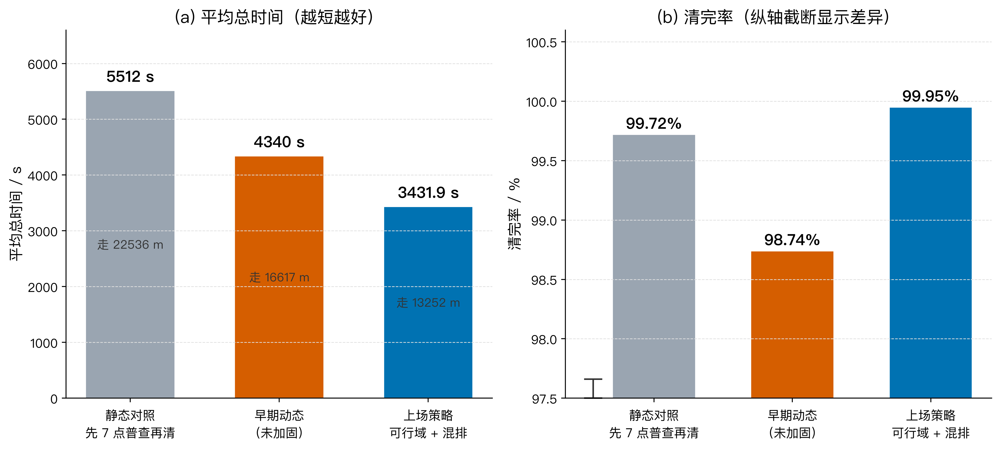 (a) 平均总时间（越短越好）
平均总时间 / s
6000
5000
4000
3000
2000
1000
0
5512 s
4340 s
3431.9 s
走 22536 m
走 16617 m
走 13252 m
静态对照
先 7 点普查再清
早期动态
（未加固）
上场策略
可行域 + 混排
(b) 清完率（纵轴截断显示差异）
清完率 / %
100.5
100.0
99.5
99.0
98.5
98.0
97.5
99.72%
98.74%
99.95%
静态对照
先 7 点普查再清
早期动态
（未加固）
上场策略
可行域 + 混排